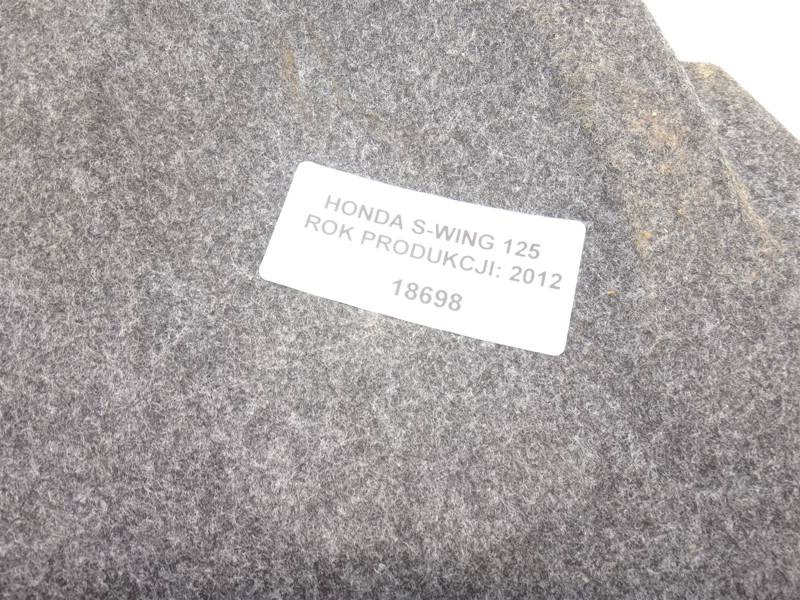 HONDA S-WING 125
ROK PRODUKCJI: 2012
18698